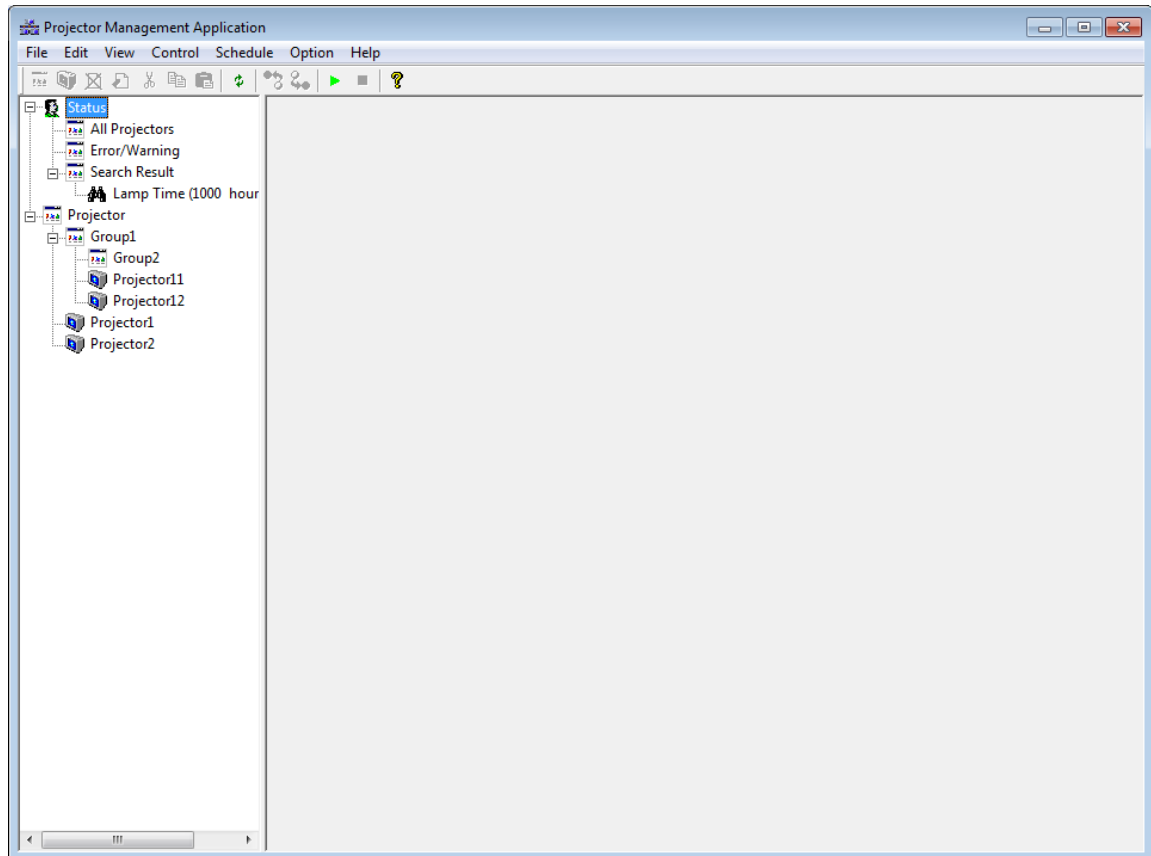 Projector Management Application
File Edit View Control Schedule Option Help
Status
All Projectors
Error/Warning
Search Result
Lamp Time (1000 hour
Projector
Group1
Group2
Projector11
Projector12
Projector1
Projector2